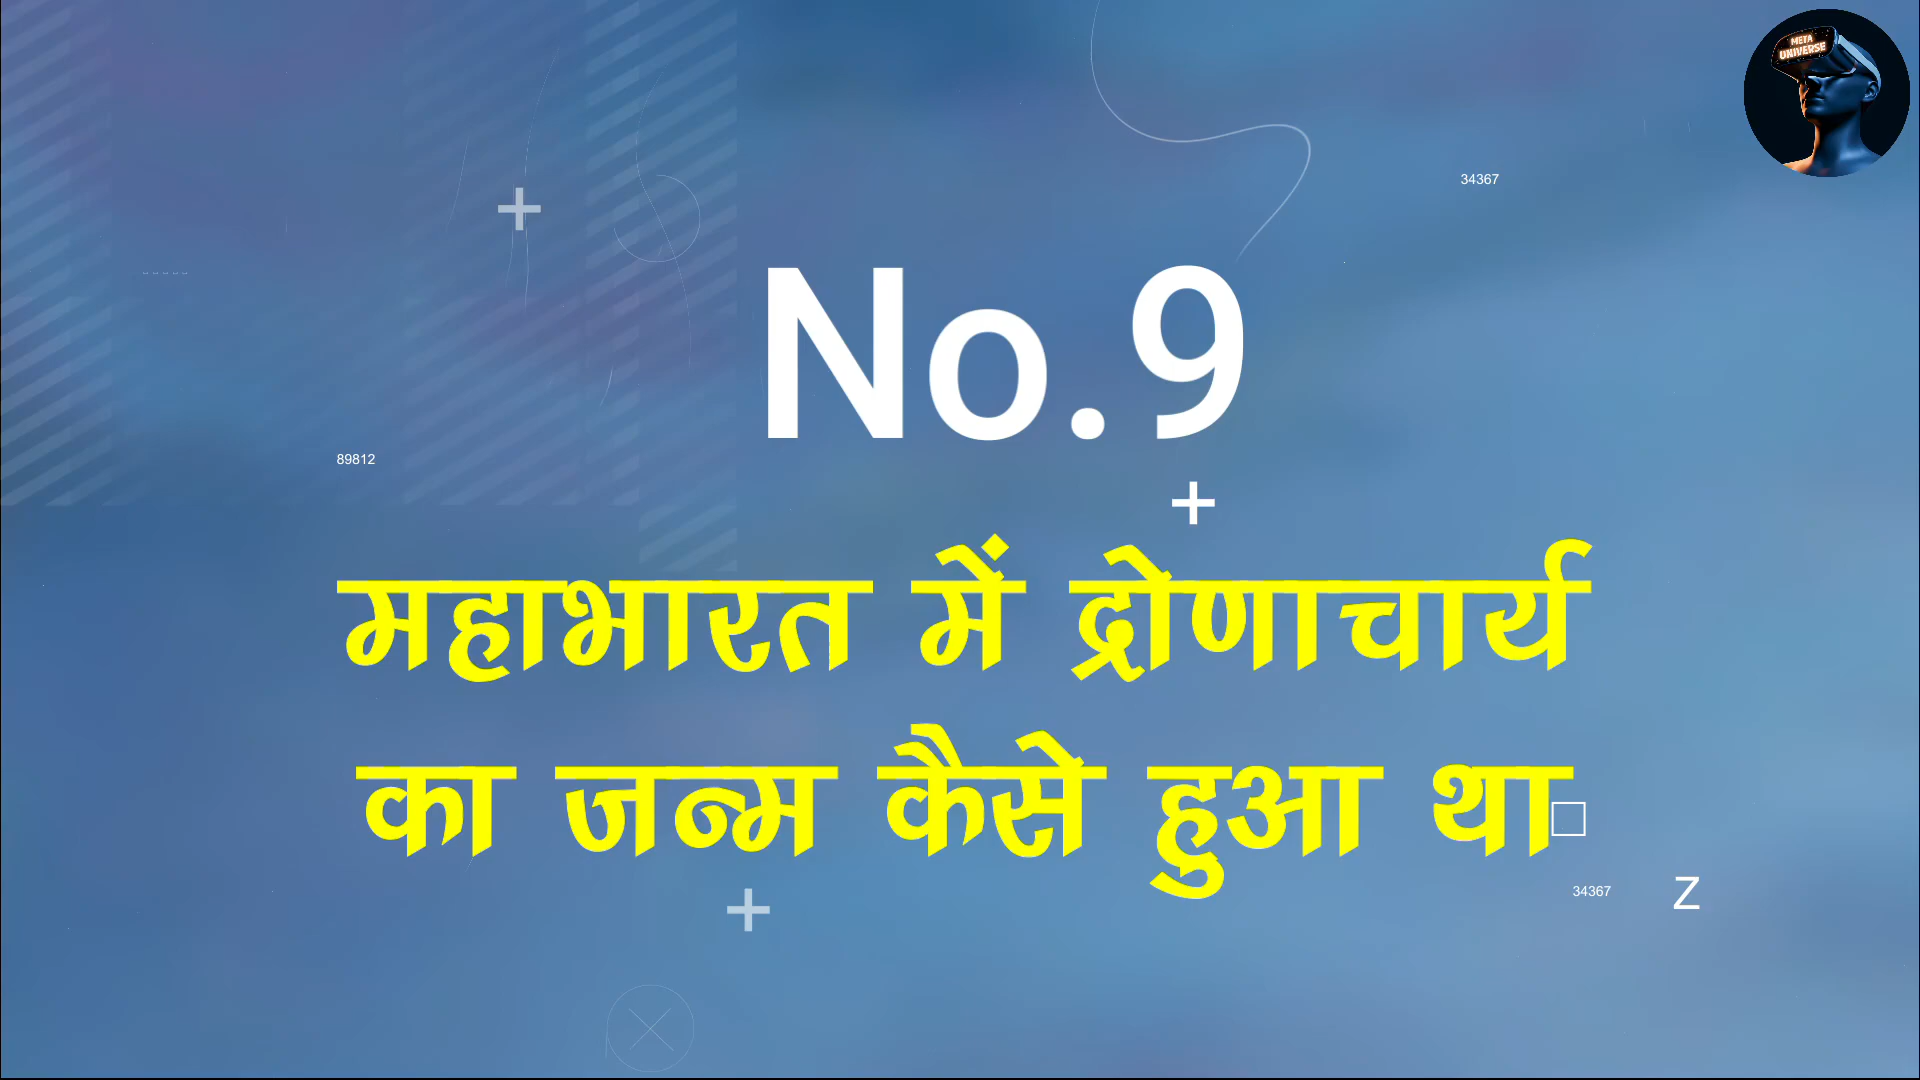 META
UNIVERSE
34367
No.9
89812
महाभारत में द्रोणाचार्य
का जन्म कैसे हुआ था
34367
Z